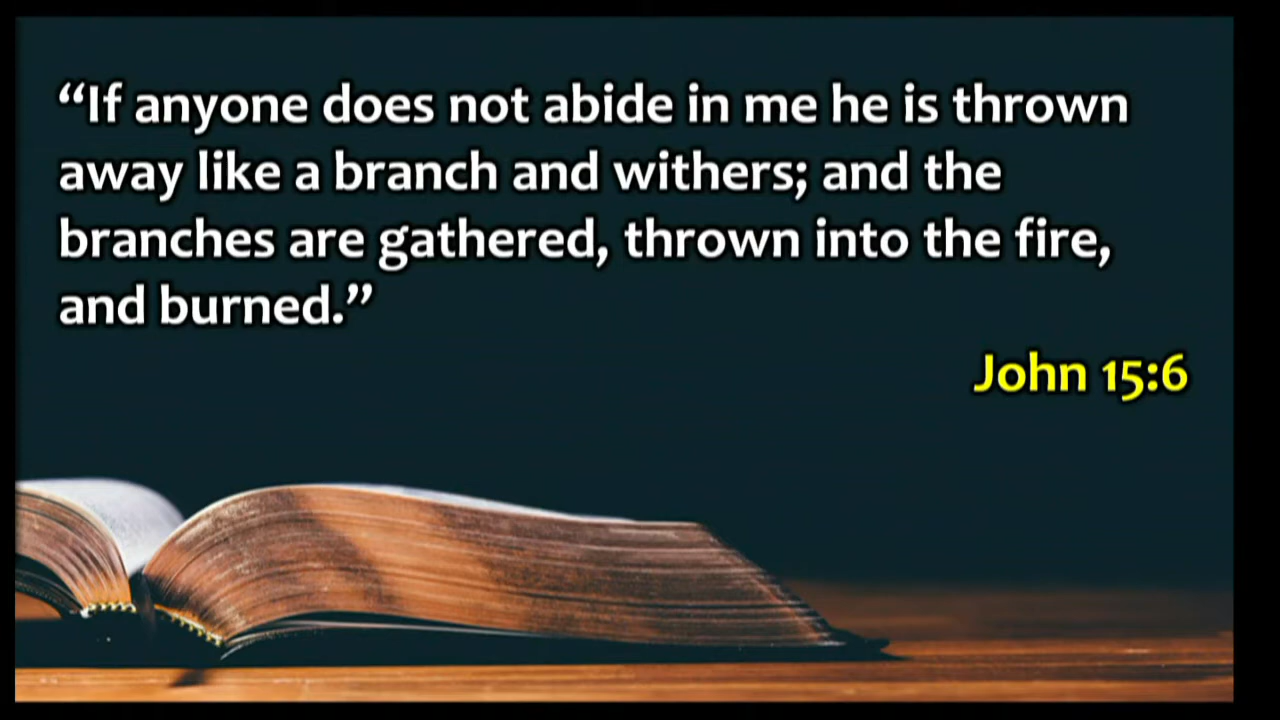 “If anyone does not abide in me he is thrown
away like a branch and withers; and the
branches are gathered, thrown into the fire,
and burned.”
John 15:6